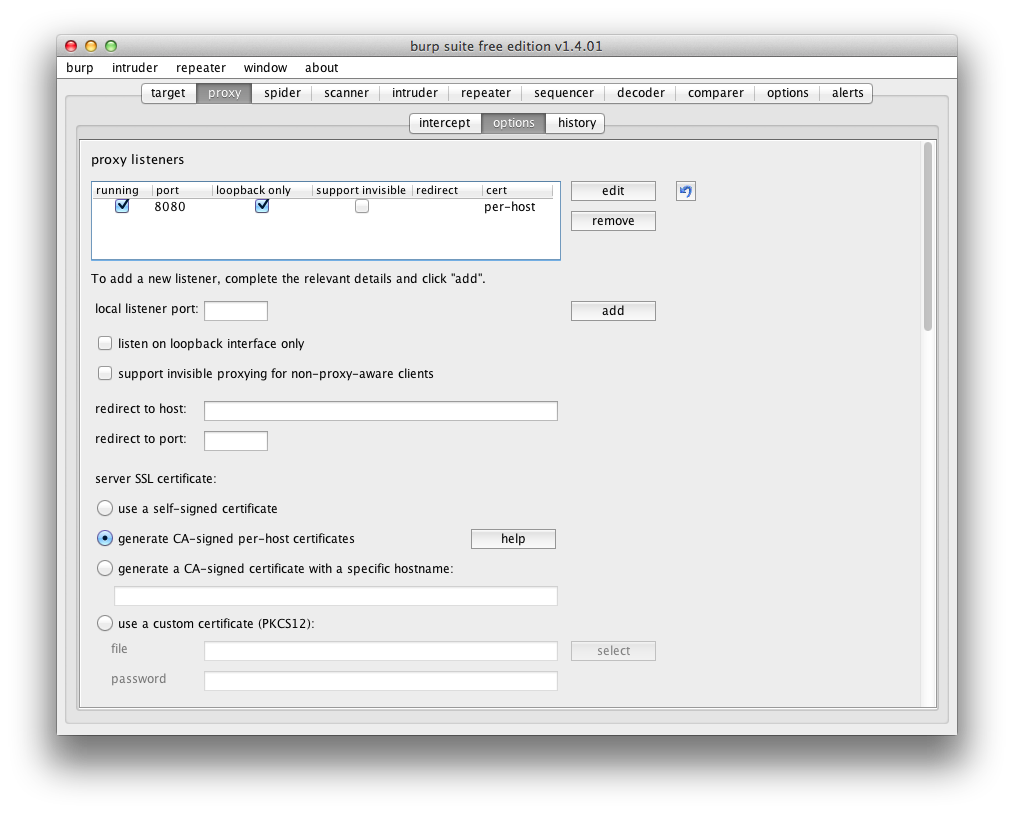 burp suite free edition v1.4.01
burp intruder repeater window about
target proxy spider scanner intruder repeater sequencer decoder comparer options alerts
intercept options history
proxy listeners
running port loopback only support invisible redirect cert
8080 per-host
edit
remove
To add a new listener, complete the relevant details and click "add".
local listener port: add
listen on loopback interface only
support invisible proxying for non-proxy-aware clients
redirect to host:
redirect to port:
server SSL certificate:
use a self-signed certificate
generate CA-signed per-host certificates help
generate a CA-signed certificate with a specific hostname:
use a custom certificate (PKCS12):
file select
password